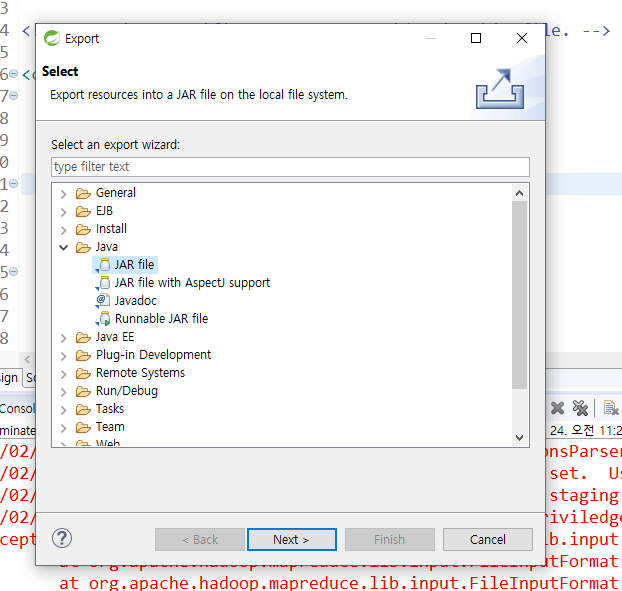 3
4 <! le. -->
5
6 <
7
8
9
0
1
2
3
4
5
6
7
8
Export
Select
Export resources into a JAR file on the local file system.
Select an export wizard:
type filter text
General
EJB
Install
Java
JAR file
JAR file with AspectJ support
Javadoc
Runnable JAR file
Java EE
Plug-in Development
Remote Systems
Run/Debug
Tasks
Team
Web
< Back
Next >
Finish
Cancel
sign
Consol
minate 24. 오전 11:2
/02/ onsParser
/02/ set. Us
/02/ staging
/02/ riviledge
cept b.input
at org.apache.hadoop.mapreduce.lib.input.FileInputFormat
at org.apache.hadoop.mapreduce.lib.input.FileInputFormat